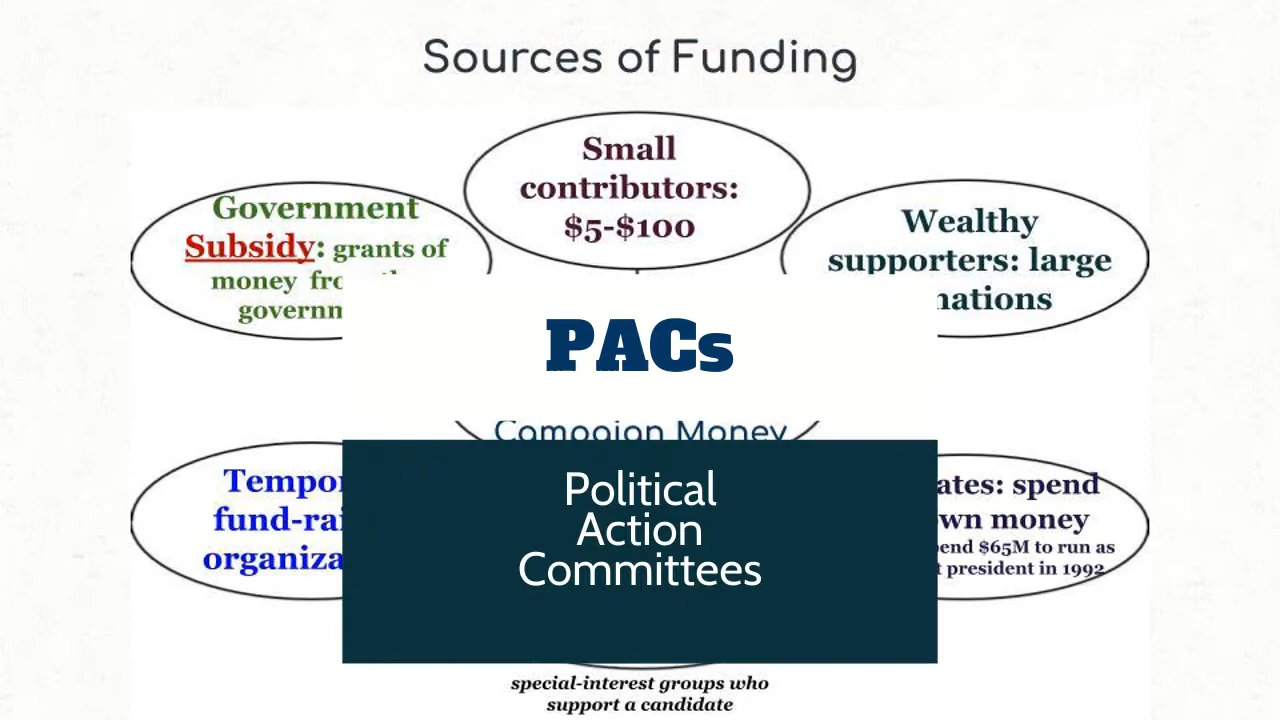 Sources of Funding
Small
contributors:
$5-$100
Government
Subsidy: grants of
money
governm
Wealthy
supporters: large
nations
PACs
Campaign Money
Political
Action
Committees
Tempor
fund-rai
organiza
ates: spend
wn money
end $65M to run as
t president in 1992
special-interest groups who
support a candidate